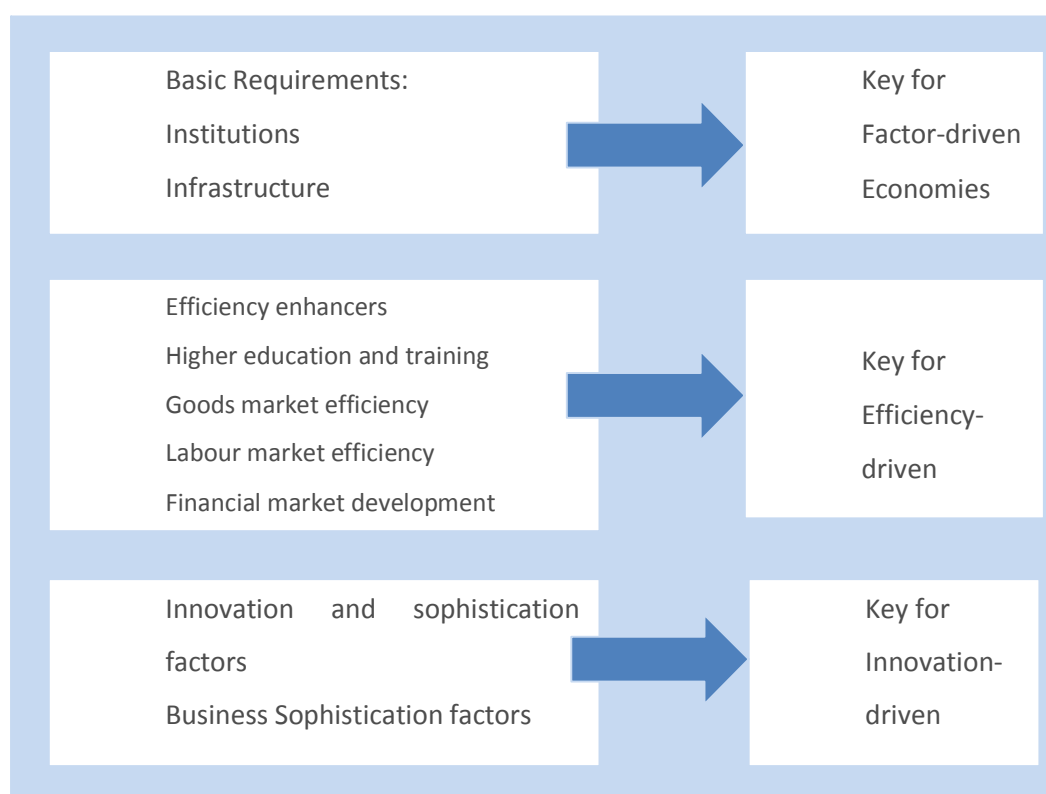 Basic Requirements:
Institutions
Infrastructure
Key for
Factor-driven
Economies
Efficiency enhancers
Higher education and training
Goods market efficiency
Labour market efficiency
Financial market development
Key for
Efficiency-
driven
Innovation and sophistication
factors
Business Sophistication factors
Key for
Innovation-
driven